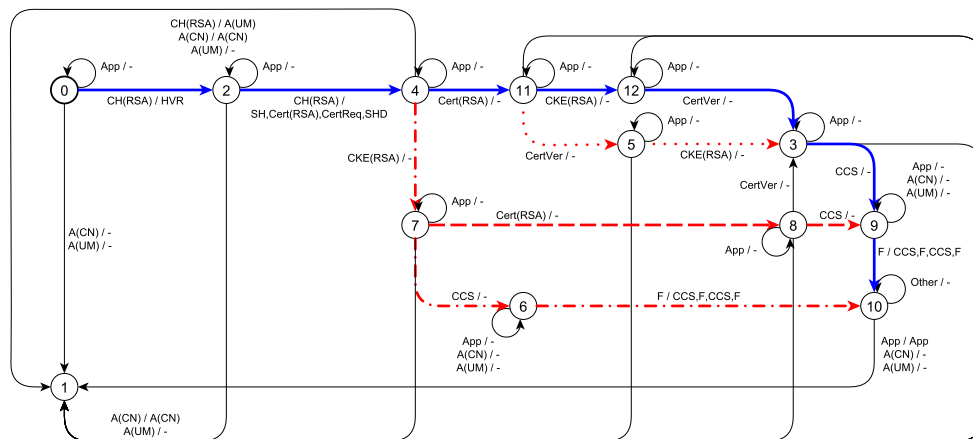 CH(RSA) / A(UM)
A(CN) / A(CN)
A(UM) / -
App / -
App / -
App / -
App / -
App / -
0
CH(RSA) / HVR
2
CH(RSA) /
SH,Cert(RSA),CertReq,SHD
4
Cert(RSA) / -
11
CKE(RSA) / -
12
CertVer / -
App / -
App / -
CertVer / -
5
CKE(RSA) / -
3
CKE(RSA) / -
CCS / -
App / -
A(CN) / -
A(UM) / -
CertVer / -
A(CN) / -
A(UM) / -
App / -
7
Cert(RSA) / -
8
CCS / -
9
App / -
F / CCS,F,CCS,F
Other / -
CCS / -
6
F / CCS,F,CCS,F
10
App / -
A(CN) / -
A(UM) / -
App / App
A(CN) / -
A(UM) / -
1
A(CN) / A(CN)
A(UM) / -